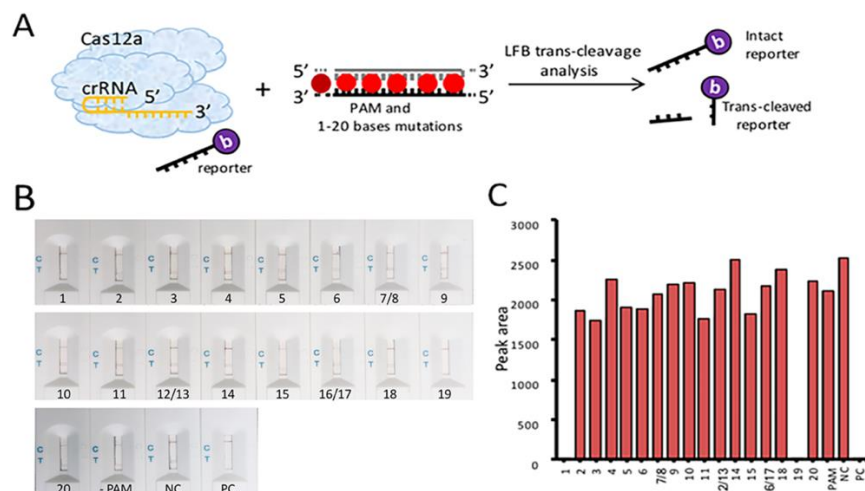 A
Cas12a
crRNA
5’
3’
reporter
+
5’
3’
3’
5’
PAM and
1-20 bases mutations
LFB trans-cleavage
analysis
b
Intact
reporter
b
Trans-cleaved
reporter
b
B
C
T
C
T
C
T
C
T
C
T
C
T
C
T
C
T
1
2
3
4
5
6
7/8
9
C
T
C
T
C
T
C
T
C
T
C
T
C
T
C
T
10
11
12/13
14
15
16/17
18
19
C
T
C
T
C
T
C
T
20
- PAM
NC
PC
C
Peak area
3000
2500
2000
1500
1000
500
0
1
2
3
4
5
6
7/8
9
10
11
2/13
14
15
6/17
18
19
20
PAM
NC
PC